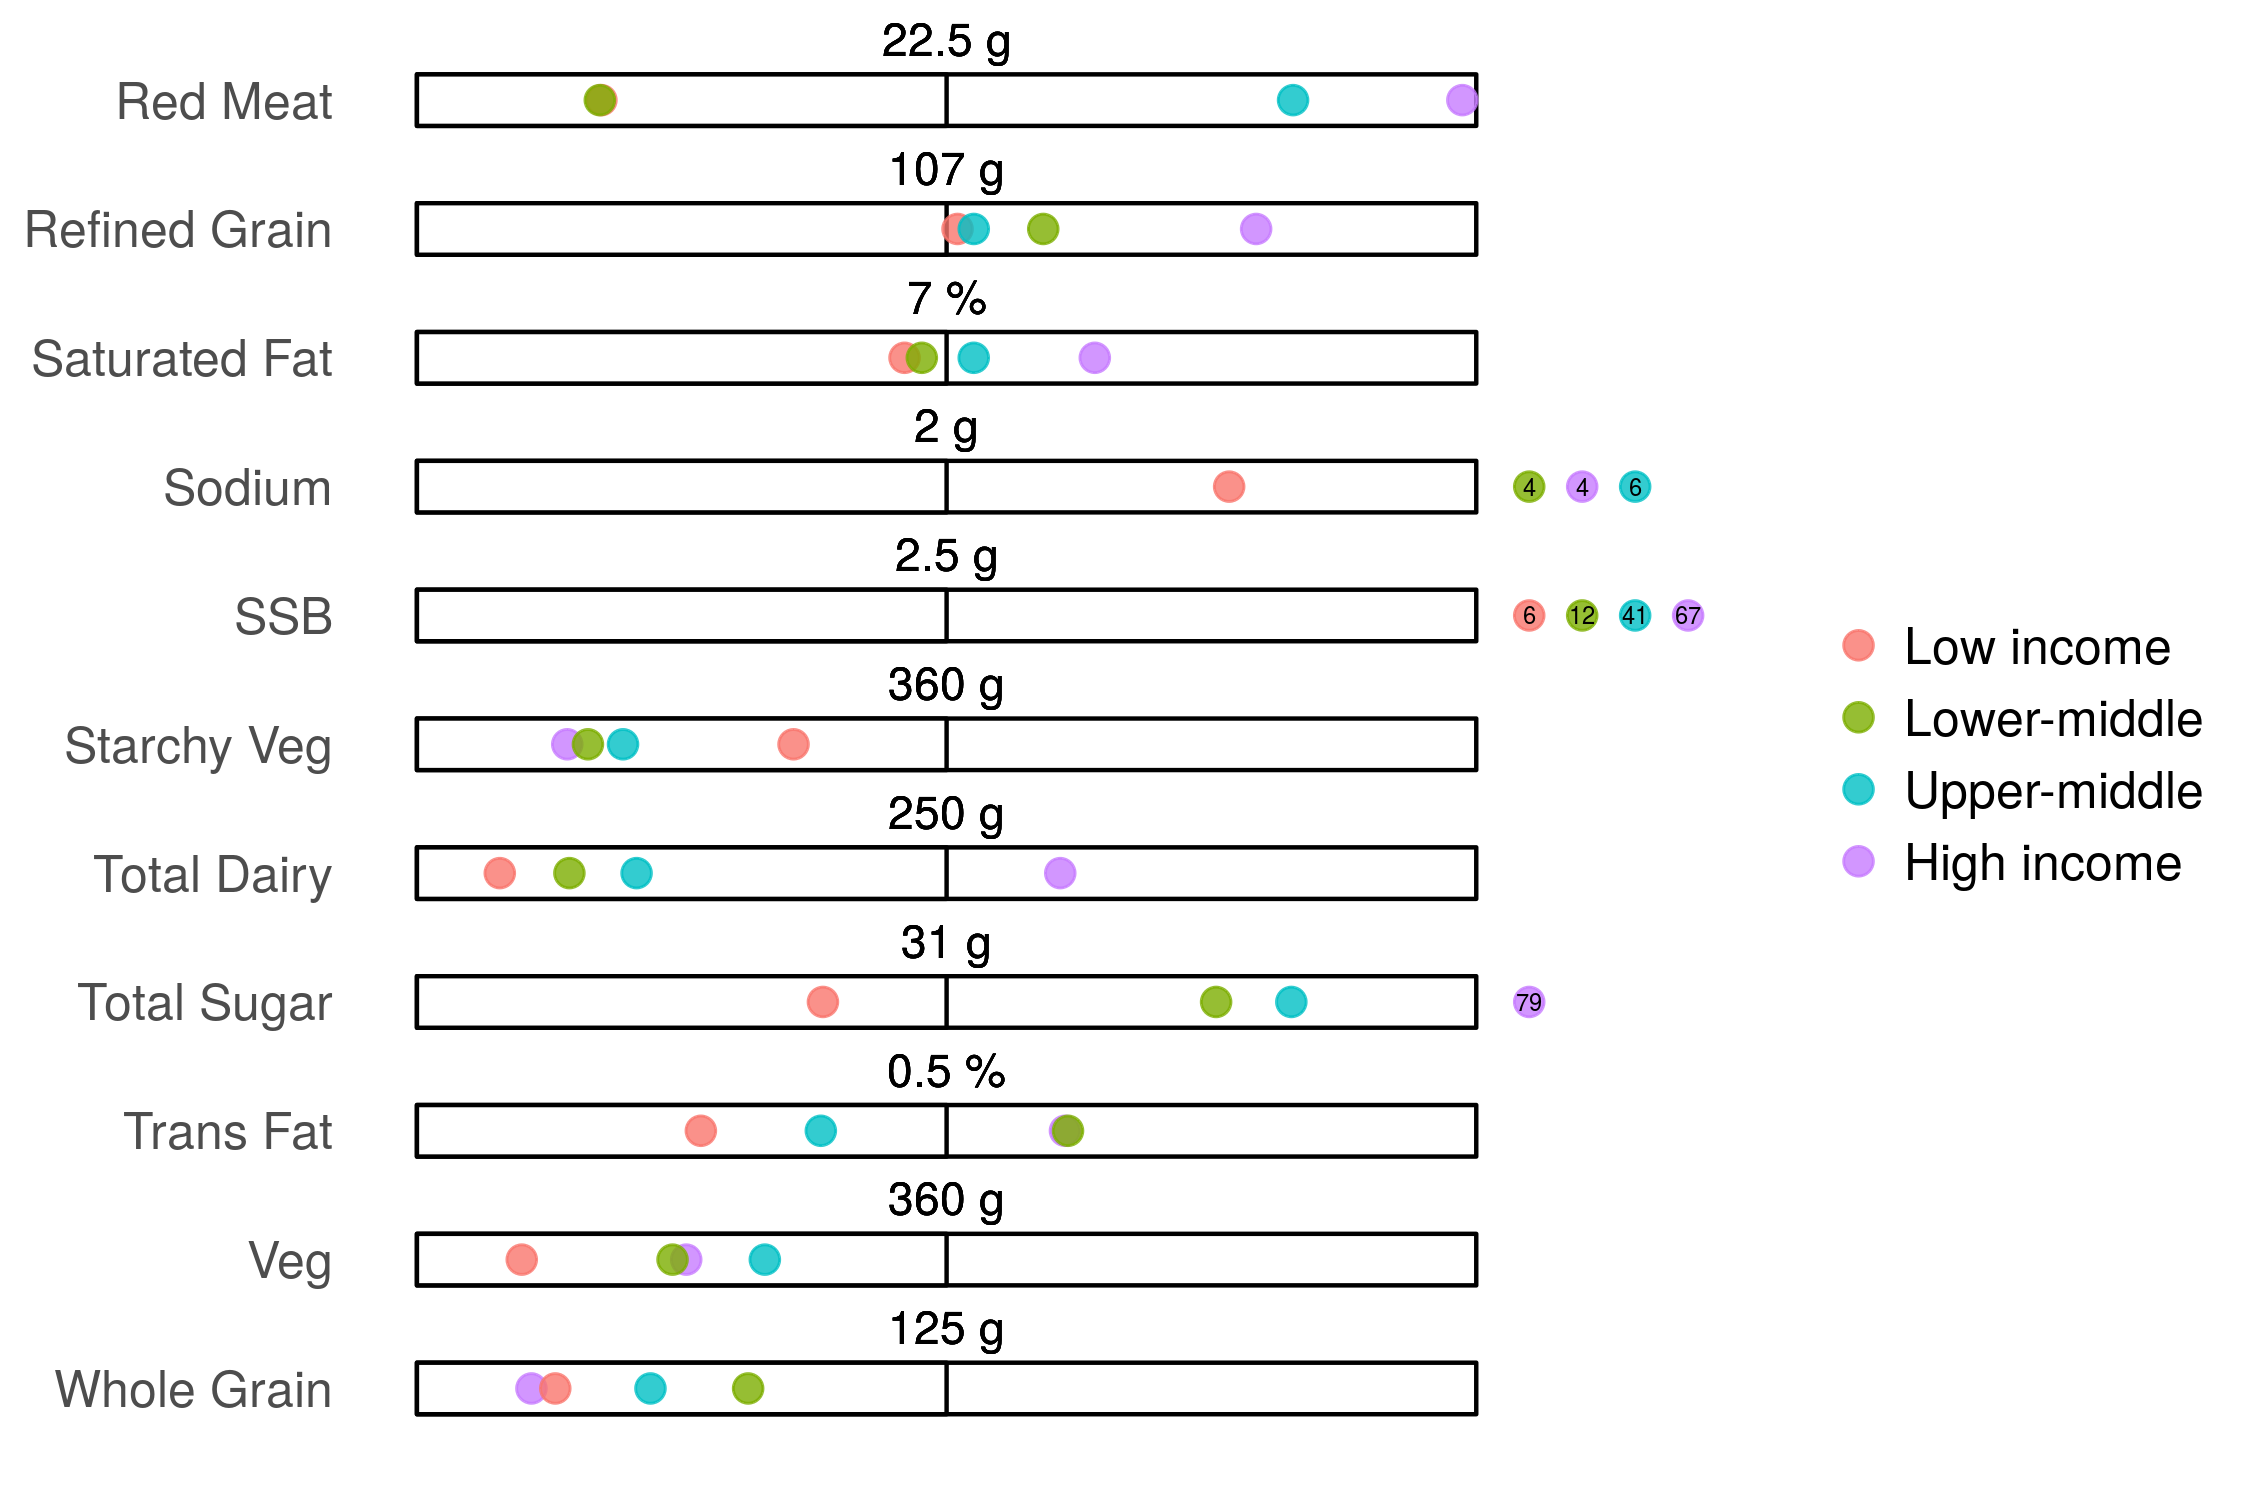 22.5 g
Red Meat
107 g
Refined Grain
7 %
Saturated Fat
2 g
Sodium 4 4 6
2.5 g
SSB 6 12 41 67
360 g
Starchy Veg
250 g
Total Dairy
31 g
Total Sugar 79
0.5 %
Trans Fat
360 g
Veg
125 g
Whole Grain
Low income
Lower-middle
Upper-middle
High income